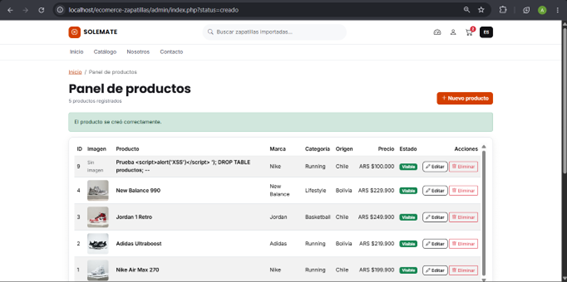 localhost/ecomerce-zapatillas/admin/index.php?status=creado
SOLEMATE
Buscar zapatillas importadas...
ES
Inicio Catálogo Nosotros Contacto
Inicio / Panel de productos
Panel de productos
5 productos registrados
+ Nuevo producto
El producto se creó correctamente.
ID Imagen Producto Marca Categoría Origen Precio Estado Acciones
9 Sin imagen Prueba <script>alert('XSS')</script> '); DROP TABLE productos; -- Nike Running Chile ARS $100.000 Visible Editar Eliminar
4 New Balance 990 New Balance Lifestyle Bolivia ARS $229.900 Visible Editar Eliminar
3 Jordan 1 Retro Jordan Basketball Chile ARS $249.900 Visible Editar Eliminar
2 Adidas Ultraboost Adidas Running Bolivia ARS $219.900 Visible Editar Eliminar
1 Nike Air Max 270 Nike Running Chile ARS $199.900 Visible Editar Eliminar